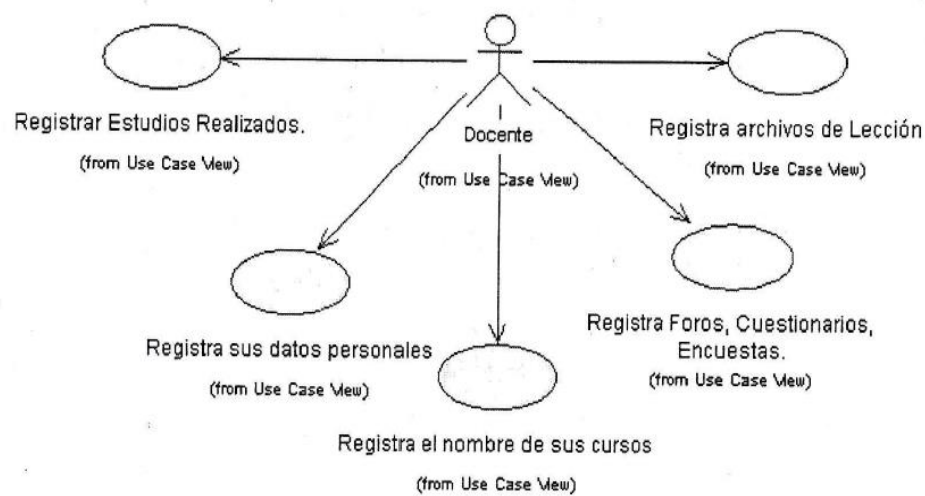 Registrar Estudios Realizados.
(from Use Case View)
Docente
(from Use Case View)
Registra archivos de Lección
(from Use Case View)
Registra sus datos personales
(from Use Case View)
Registra Foros, Cuestionarios,
Encuestas.
(from Use Case View)
Registra el nombre de sus cursos
(from Use Case View)